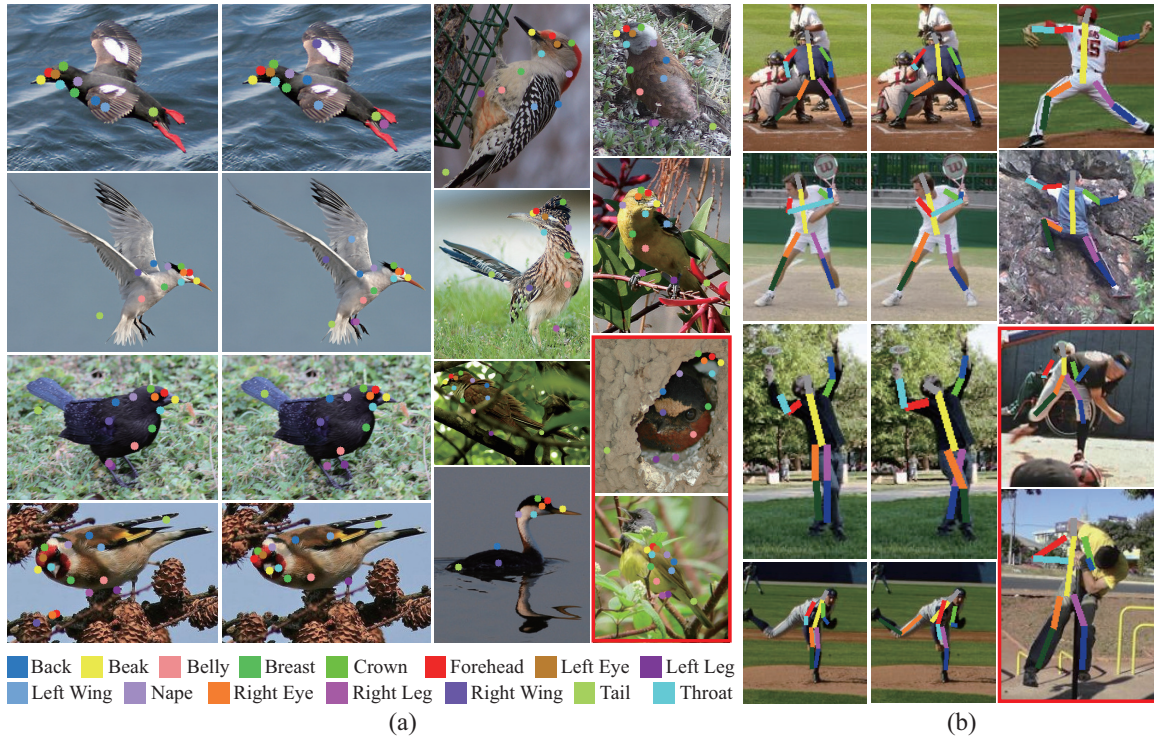 15
W
Back Beak Belly Breast Crown Forehead Left Eye Left Leg
Left Wing Nape Right Eye Right Leg Right Wing Tail Throat
(a) (b)